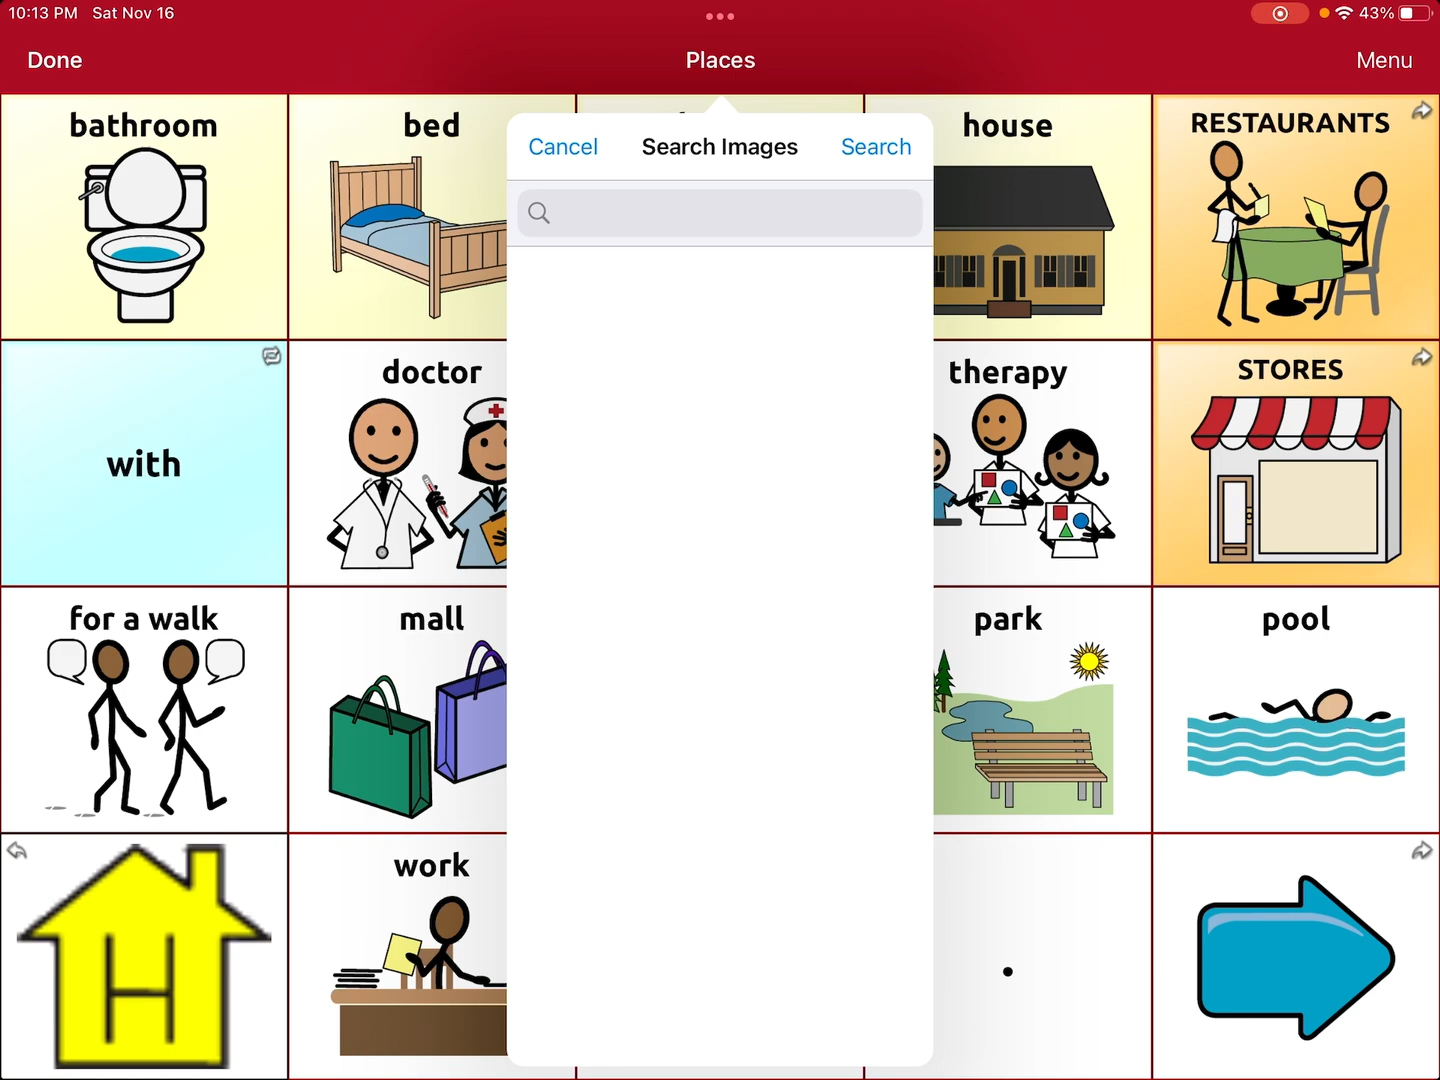 10:13 PM Sat Nov 16
43%
Done
Places
Menu
bathroom
bed
house
RESTAURANTS
Cancel
Search Images
Search
with
doctor
therapy
STORES
for a walk
mall
park
pool
H
work
.